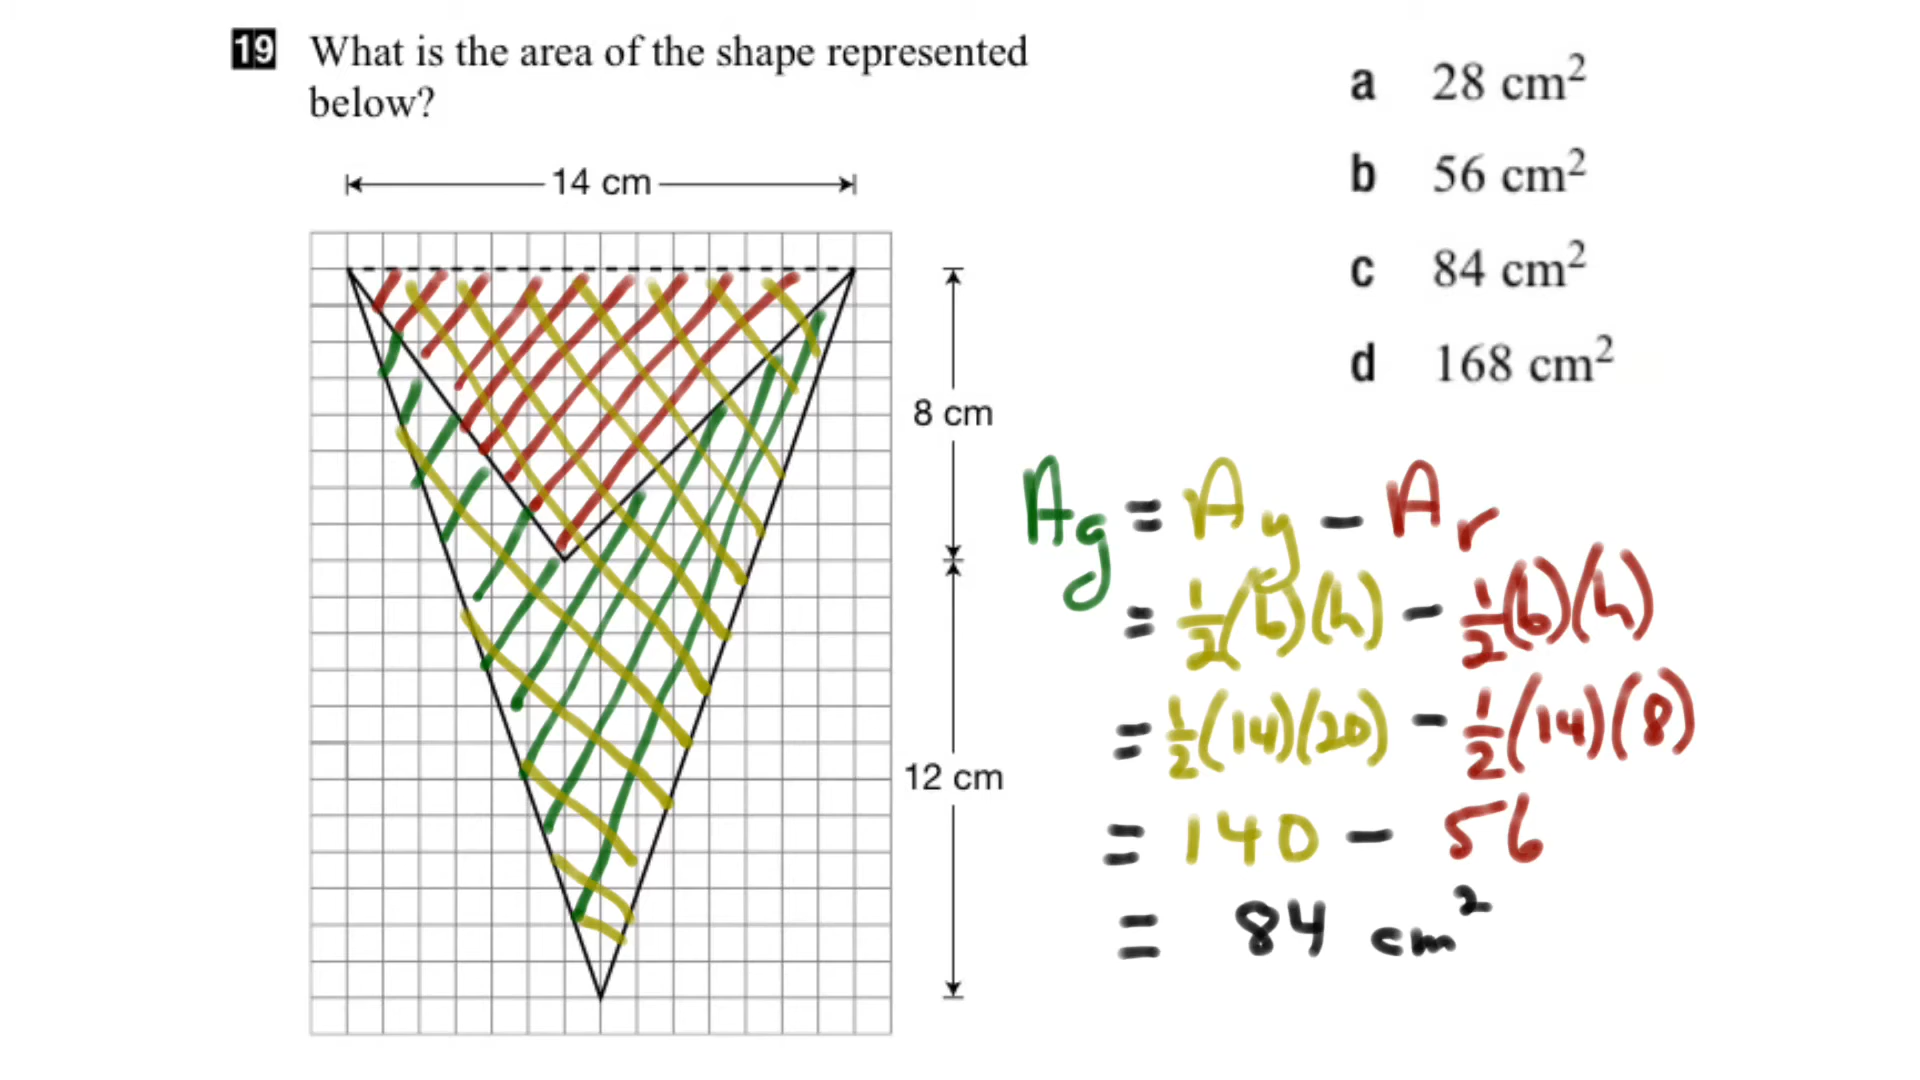 19 What is the area of the shape represented
below?
14 cm
8 cm
12 cm
a 28 cm²
b 56 cm²
c 84 cm²
d 168 cm²
Ag = Ay − Ar
= 1/2(b)(h) − 1/2(b)(h)
= 1/2(14)(20) − 1/2(14)(8)
= 140 − 56
= 84 cm²